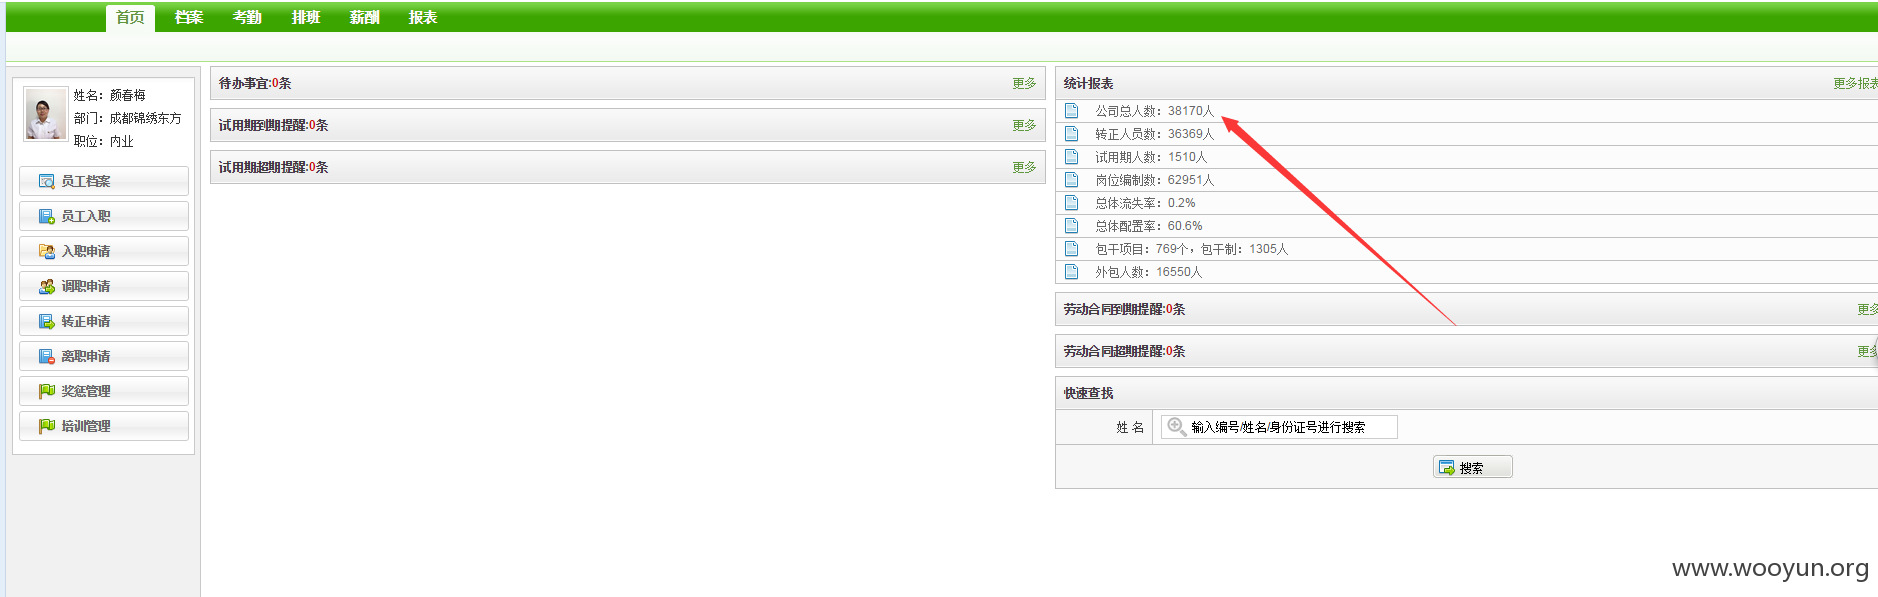 首页 档案 考勤 排班 薪酬 报表
姓名：颜春梅
部门：成都锦绣东方
职位：内业
员工档案
员工入职
入职申请
调职申请
转正申请
离职申请
奖惩管理
培训管理
待办事宜:0条 更多
试用期到期提醒:0条 更多
试用期超期提醒:0条 更多
统计报表 更多报表
公司总人数：38170人
转正人员数：36369人
试用期人数：1510人
岗位编制数：62951人
总体流失率：0.2%
总体配置率：60.6%
包干项目：769个，包干制：1305人
外包人数：16550人
劳动合同到期提醒:0条 更多
劳动合同超期提醒:0条 更多
快速查找
姓 名 输入编号/姓名/身份证号进行搜索
搜索
www.wooyun.org